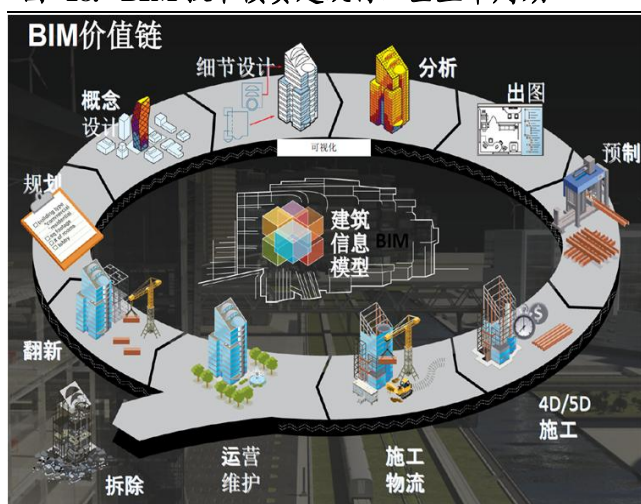 BIM价值链
细节设计
分析
概念
设计
出图
可视化
预制
规划
建筑
信息
模型
BIM
翻新
4D/5D
施工
运营
维护
施工
物流
拆除